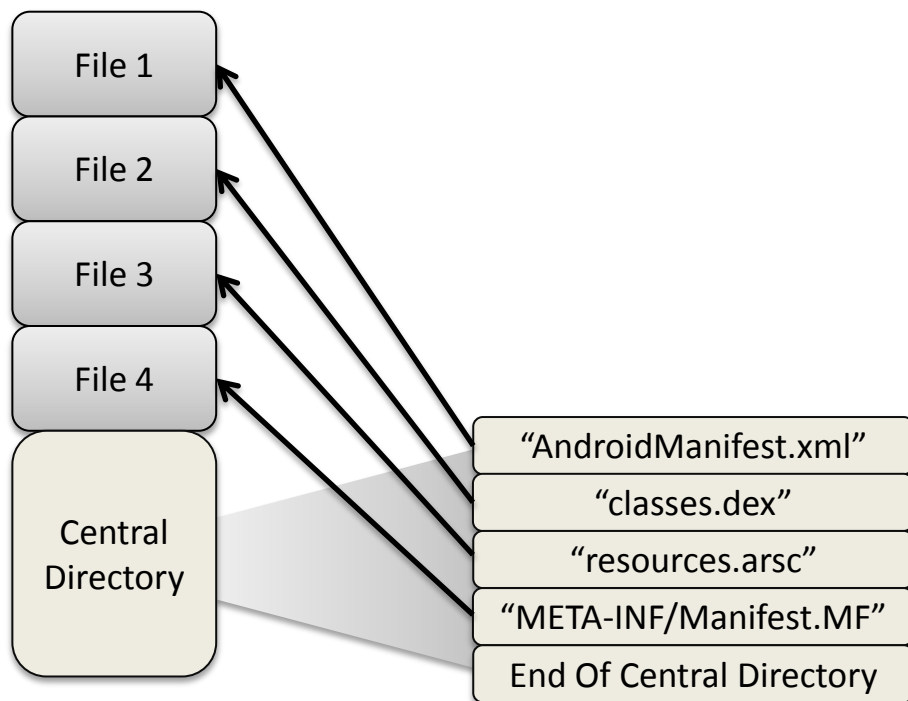 File 1
File 2
File 3
File 4
Central
Directory
“AndroidManifest.xml”
“classes.dex”
“resources.arsc”
“META-INF/Manifest.MF”
End Of Central Directory